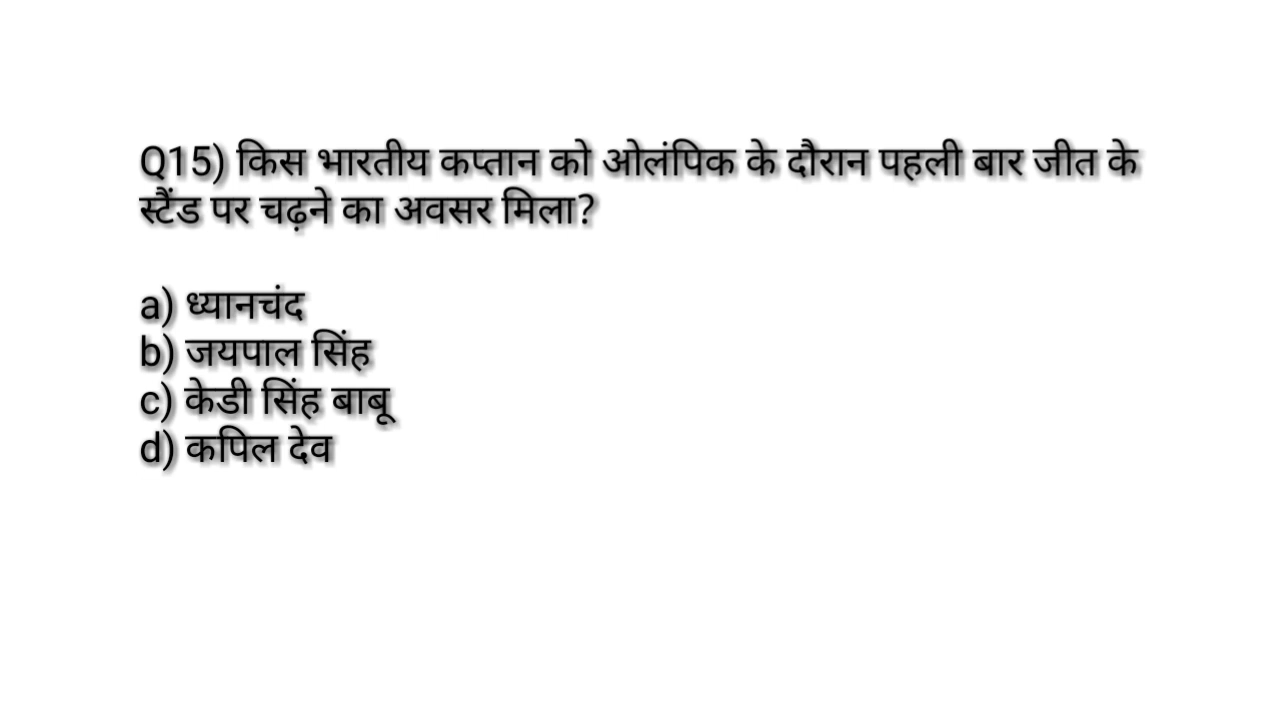 Q15) किस भारतीय कप्तान को ओलंपिक के दौरान पहली बार जीत के
स्टैंड पर चढ़ने का अवसर मिला?
a) ध्यानचंद
b) जयपाल सिंह
c) केडी सिंह बाबू
d) कपिल देव